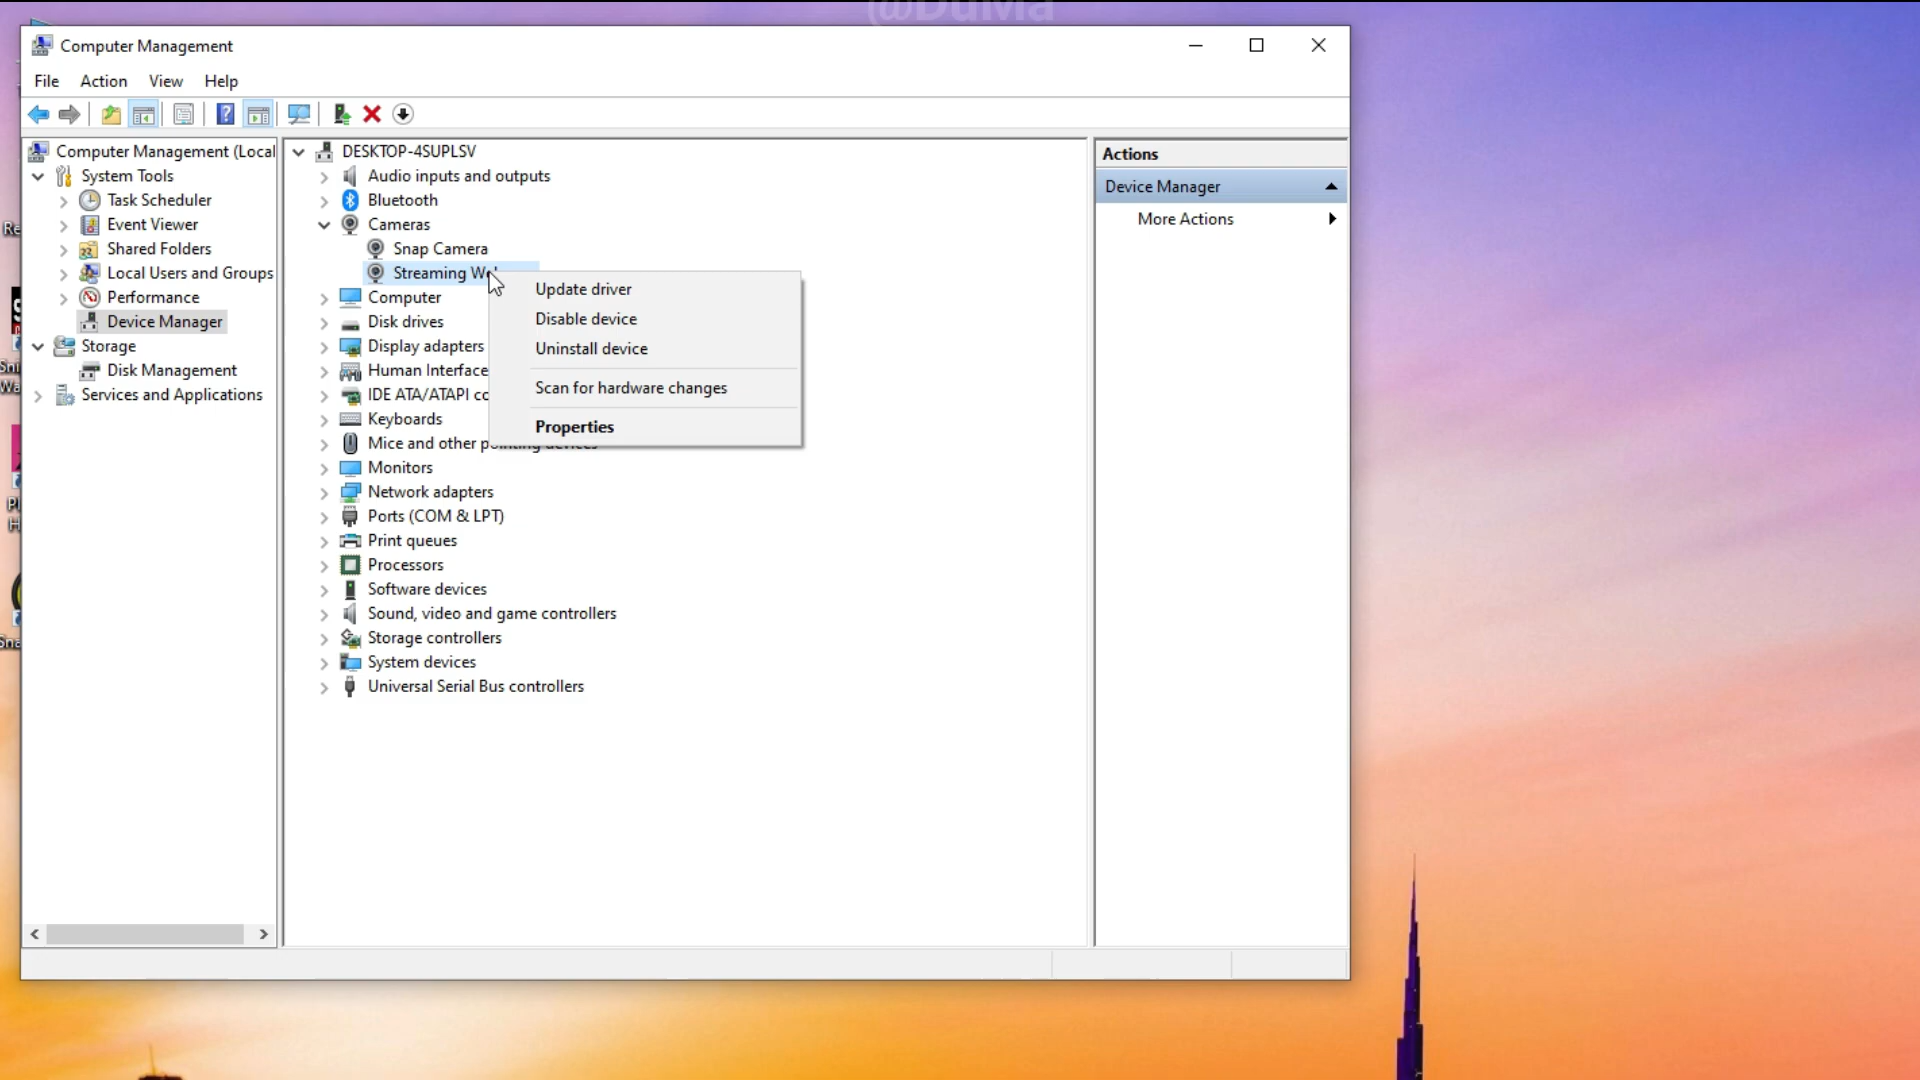 @DuMa
Computer Management
File Action View Help
Computer Management (Local
System Tools
Task Scheduler
Event Viewer
Shared Folders
Local Users and Groups
Performance
Device Manager
Storage
Disk Management
Services and Applications
DESKTOP-4SUPLSV
Audio inputs and outputs
Bluetooth
Cameras
Snap Camera
Streaming
Computer
Disk drives
Display adapters
Human Interface
IDE ATA/ATAPI co
Keyboards
Mice and other pointing devices
Monitors
Network adapters
Ports (COM & LPT)
Print queues
Processors
Software devices
Sound, video and game controllers
Storage controllers
System devices
Universal Serial Bus controllers
Update driver
Disable device
Uninstall device
Scan for hardware changes
Properties
Actions
Device Manager
More Actions